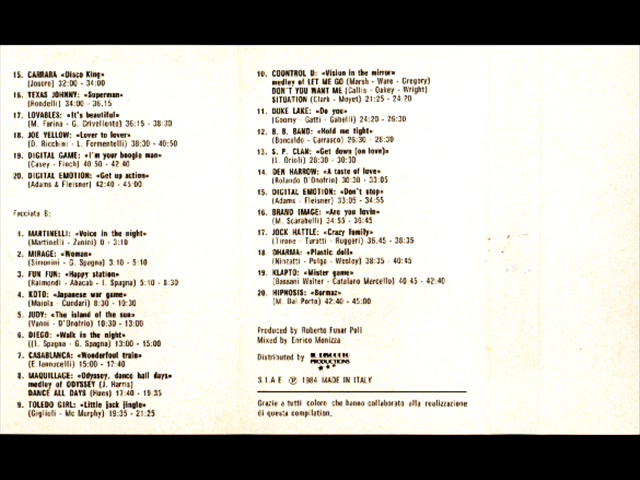 15. CARRARA «Disco King»
(Josore) 32:00 - 34:00
16. TEXAS JOHNNY: «Superman»
(Rondelli) 34:00 - 36.15
17. LOVABLES: «It's beautiful»
(M. Farina - G. Crivellento) 36:15 - 38:30
18. JOE YELLOW: «Lover to lover»
(D. Ricchini - L. Formentelli) 38:30 - 40:50
19. DIGITAL GAME: «I'm your boogie man»
(Casey - Finch) 40:50 - 42:40
20. DIGITAL EMOTION: «Get up action»
(Adams & Fleisner) 42:40 - 45:00
Facciata B:
1. MARTINELLI: «Voice in the night»
(Martinelli - Zanini) 0 - 3:10
2. MIRAGE: «Woman»
(Simonini - G. Spagna) 3:10 - 5:10
3. FUN FUN: «Happy station»
(Raimondi - Abacab - I. Spagna) 5:10 - 8:30
4. KOTO: «Japanese war game»
(Maiola - Cundari) 8:30 - 10:30
5. JUDY: «The island of the sun»
(Vanni - D'Onofrio) 10:30 - 13:00
6. DIEGO: «Walk in the night»
((I. Spagna - G. Spagna) 13:00 - 15:00
7. CASABLANCA: «Wonderfoul train»
(E.Iannucelli) 15:00 - 17:40
8. MAQUILLAGE: «Odyssey, dance hall days»
medley of ODYSSEY (J. Harris)
DANCE ALL DAYS (Hues) 17:40 - 19:35
9. TOLEDO GIRL: «Little jack jingle»
(Giglioli - Mc Murphy) 19:35 - 21:25
10. COONTROL D: «Vision in the mirror»
medley of LET ME GO (Marsh - Ware - Gregory)
DON'T YOU WANT ME (Callis - Oakey - Wright)
SITUATION (Clark - Moyet) 21:25 - 24:20
11. DUKE LAKE: «Do you»
(Goomy - Gatti - Gabelli) 24:20 - 26:30
12. B. B. BAND: «Hold me tight»
(Boncaldo - Carrasco) 26:30 - 28:30
13. S. P. CLAN: «Get down (on love)»
(L. Orioli) 28:30 - 30:30
14. DEN HARROW: «A taste of love»
(Rolando D'Onofrio) 30:30 - 33:05
15. DIGITAL EMOTION: «Don't stop»
(Adams - Fleisner) 33:05 - 34:55
16. BRAND IMAGE: «Are you lovin»
(M. Scarabelli) 34:55 - 36:45
17. JOCK HATTLE: «Crazy family»
(Tirone - Turatti - Ruggeri) 36.45 - 38:35
18. DHARMA: «Plastic doll»
(Ninzatti - Pulga - Wesley) 38:35 - 40:45
19. KLAPTO: «Mister game»
(Bassani Walter - Catalaro Marcello) 40:45 - 42:40
20. HIPNOSIS: «Bormaz»
(M. Dal Porto) 42:40 - 45:00
Produced by Roberto Fusar Poli
Mixed by Enrico Monizza
Distributed by IL DISCOTTO PRODUCTIONS
S I A E Ⓟ 1984 MADE IN ITALY
Grazie a tutti coloro che hanno collaborato alla realizzazione
di questa compilation.